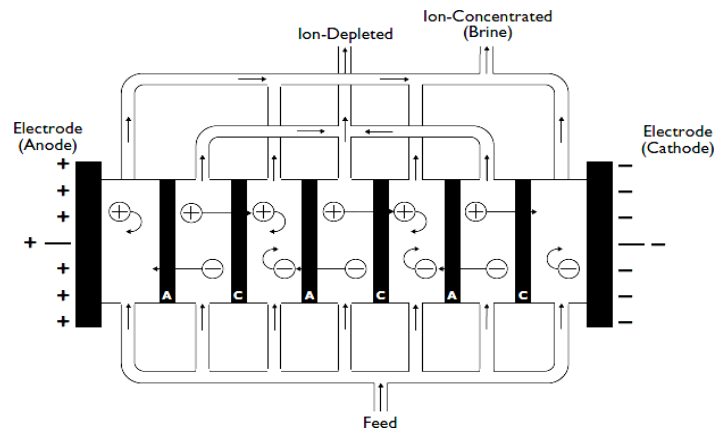 Ion-Depleted
Ion-Concentrated
(Brine)
Electrode
(Anode)
Electrode
(Cathode)
+
+
+
+
+
+
+
−
−
−
−
−
−
−
+
+
+
+
+
−
−
−
−
−
−
A
C
A
C
A
C
Feed